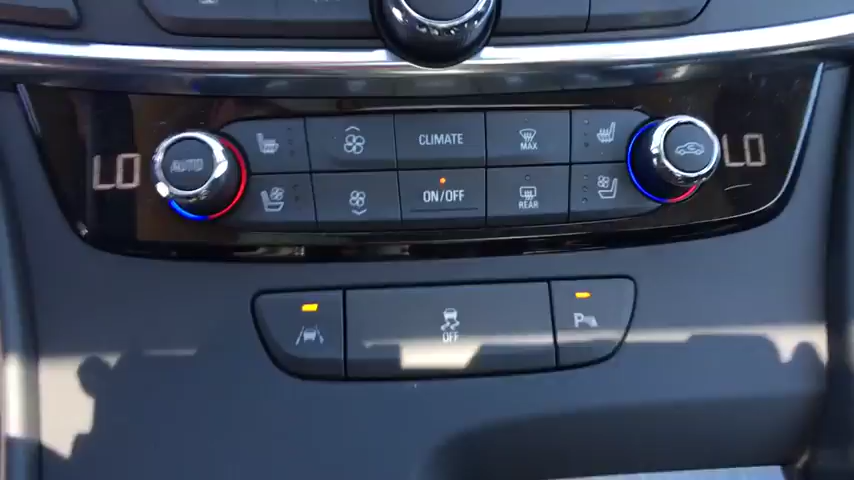 CLIMATE
MAX
LO
AUTO
LO
ON/OFF
REAR
OFF
P